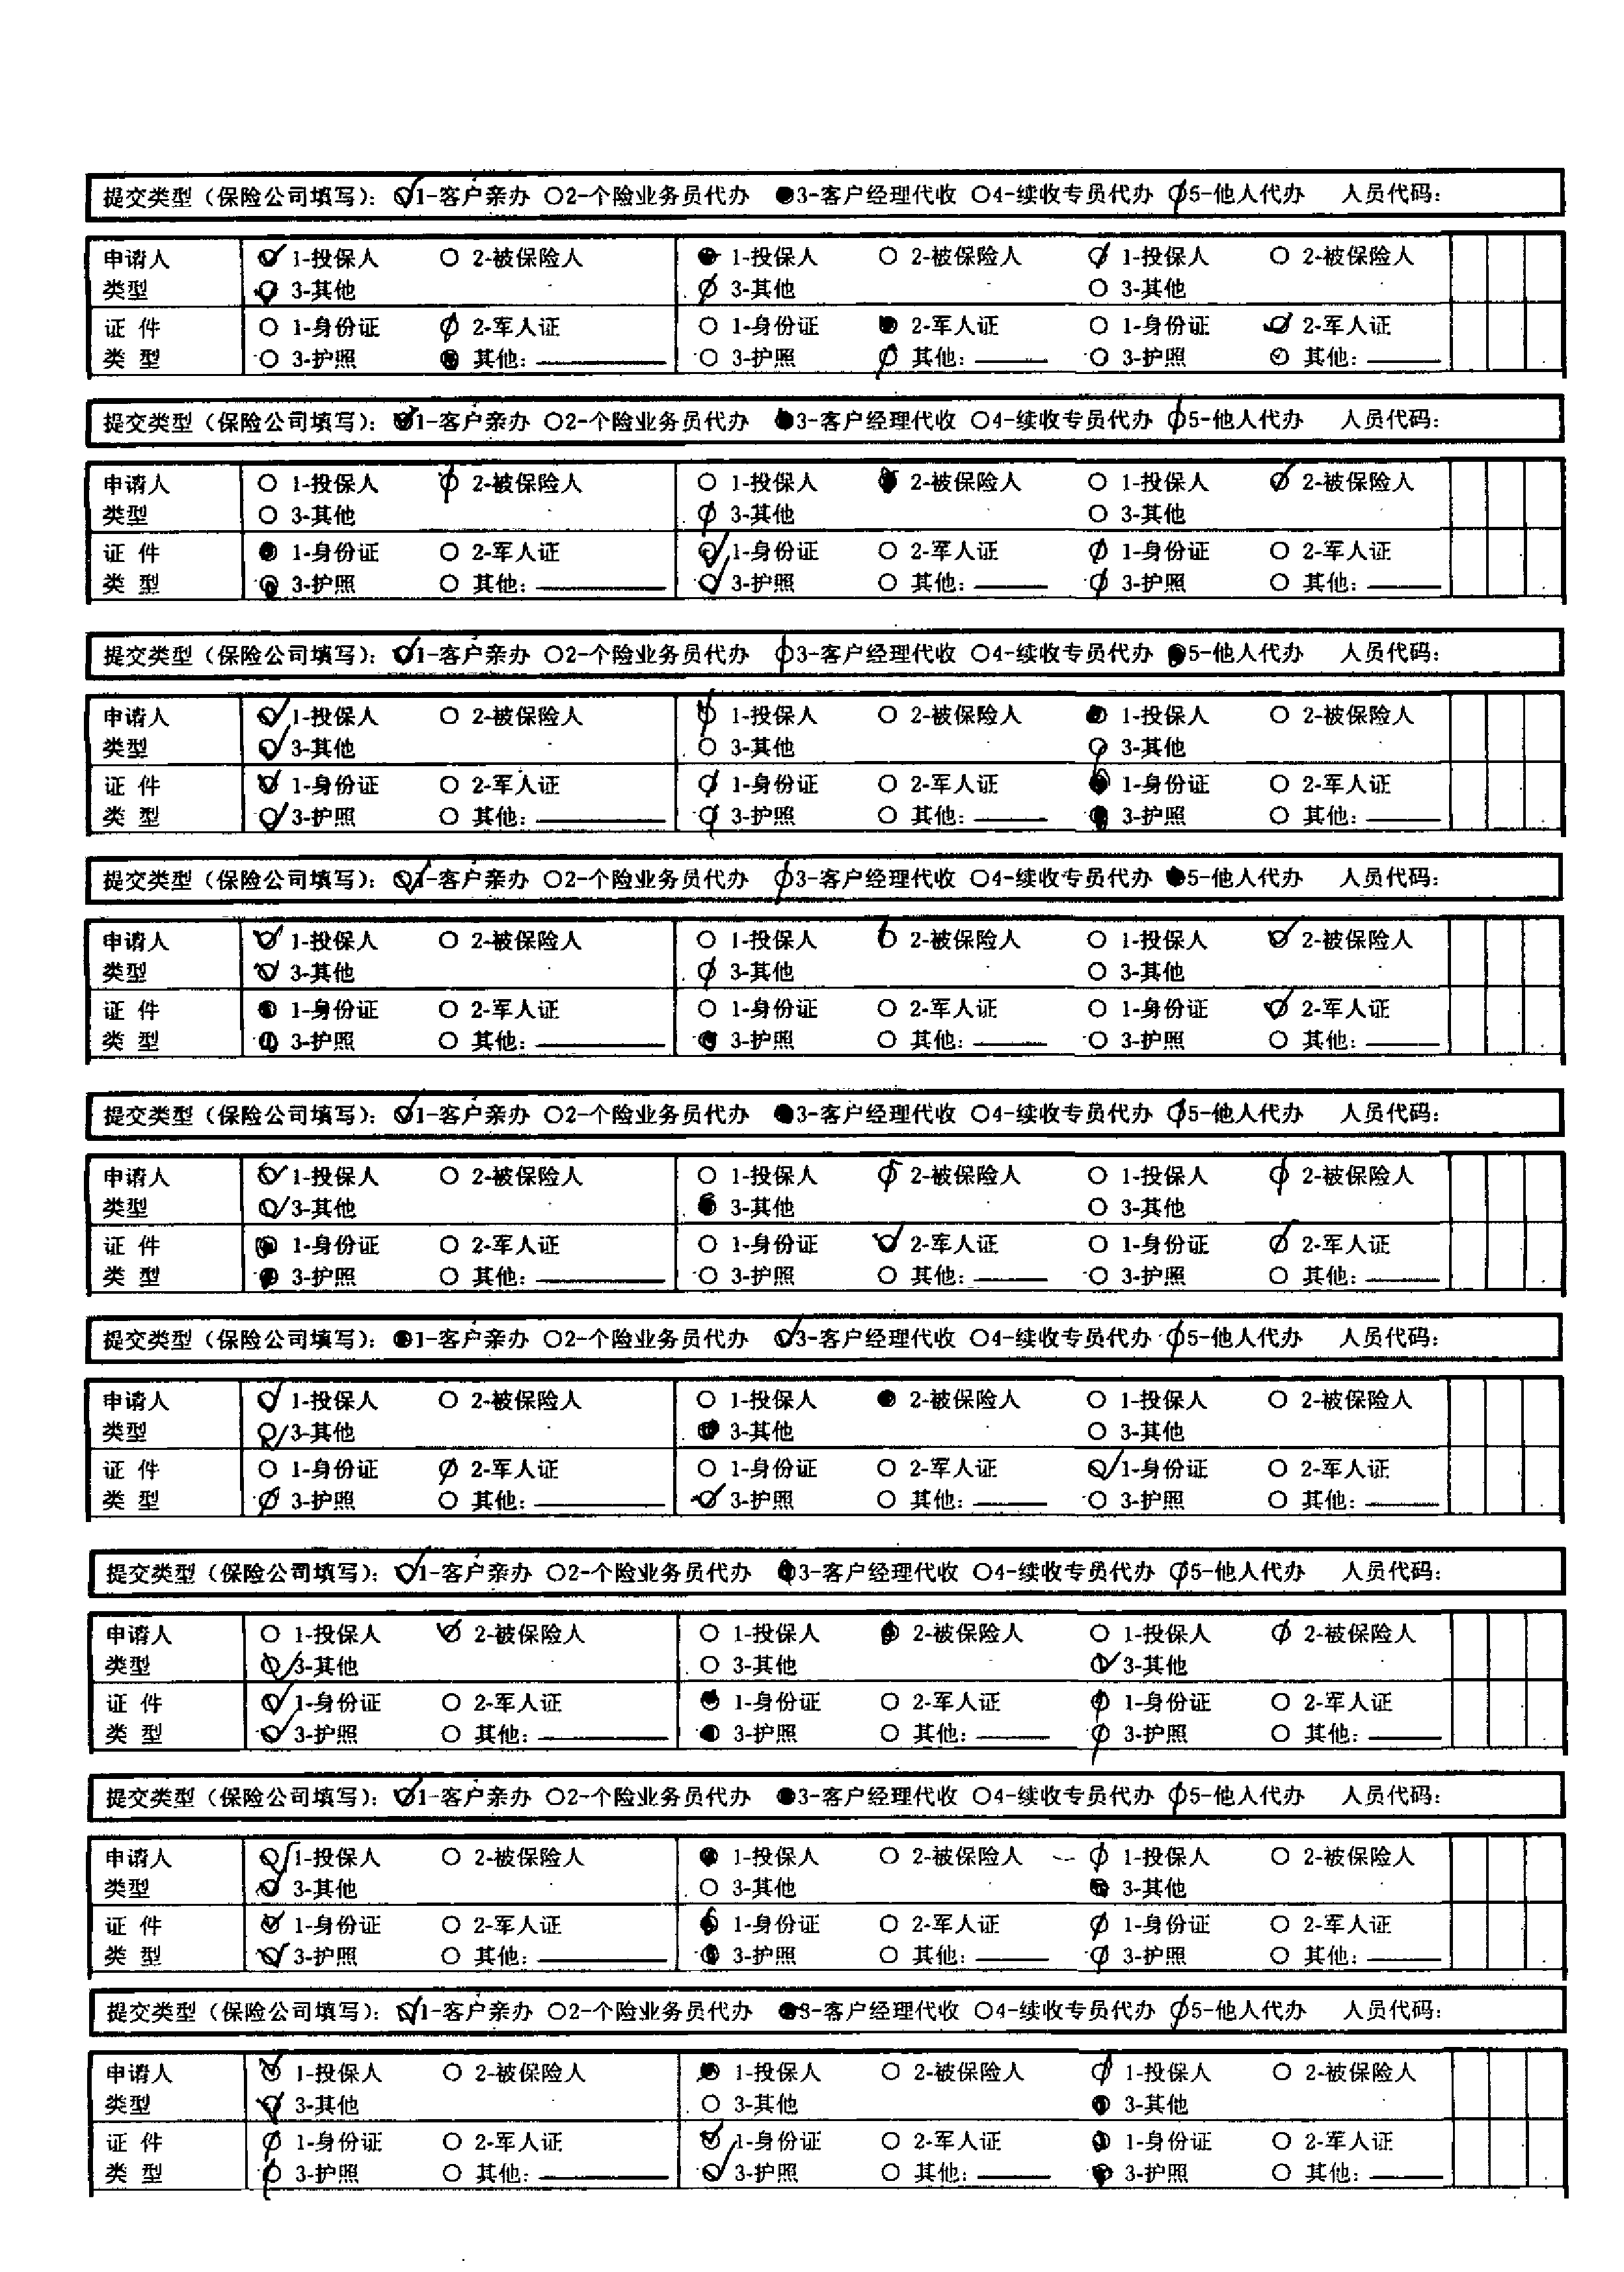 提交类型（保险公司填写）：1-客户亲办 2-个险业务员代办 3-客户经理代收 4-续收专员代办 5-他人代办 人员代码：
申请人 1-投保人 2-被保险人 1-投保人 2-被保险人 1-投保人 2-被保险人
类型 3-其他 3-其他 3-其他
证件 1-身份证 2-军人证 1-身份证 2-军人证 1-身份证 2-军人证
类型 3-护照 其他： 3-护照 其他： 3-护照 其他：
提交类型（保险公司填写）：1-客户亲办 2-个险业务员代办 3-客户经理代收 4-续收专员代办 5-他人代办 人员代码：
申请人 1-投保人 2-被保险人 1-投保人 2-被保险人 1-投保人 2-被保险人
类型 3-其他 3-其他 3-其他
证件 1-身份证 2-军人证 1-身份证 2-军人证 1-身份证 2-军人证
类型 3-护照 其他： 3-护照 其他： 3-护照 其他：
提交类型（保险公司填写）：1-客户亲办 2-个险业务员代办 3-客户经理代收 4-续收专员代办 5-他人代办 人员代码：
申请人 1-投保人 2-被保险人 1-投保人 2-被保险人 1-投保人 2-被保险人
类型 3-其他 3-其他 3-其他
证件 1-身份证 2-军人证 1-身份证 2-军人证 1-身份证 2-军人证
类型 3-护照 其他： 3-护照 其他： 3-护照 其他：
提交类型（保险公司填写）：1-客户亲办 2-个险业务员代办 3-客户经理代收 4-续收专员代办 5-他人代办 人员代码：
申请人 1-投保人 2-被保险人 1-投保人 2-被保险人 1-投保人 2-被保险人
类型 3-其他 3-其他 3-其他
证件 1-身份证 2-军人证 1-身份证 2-军人证 1-身份证 2-军人证
类型 3-护照 其他： 3-护照 其他： 3-护照 其他：
提交类型（保险公司填写）：1-客户亲办 2-个险业务员代办 3-客户经理代收 4-续收专员代办 5-他人代办 人员代码：
申请人 1-投保人 2-被保险人 1-投保人 2-被保险人 1-投保人 2-被保险人
类型 3-其他 3-其他 3-其他
证件 1-身份证 2-军人证 1-身份证 2-军人证 1-身份证 2-军人证
类型 3-护照 其他： 3-护照 其他： 3-护照 其他：
提交类型（保险公司填写）：1-客户亲办 2-个险业务员代办 3-客户经理代收 4-续收专员代办 5-他人代办 人员代码：
申请人 1-投保人 2-被保险人 1-投保人 2-被保险人 1-投保人 2-被保险人
类型 3-其他 3-其他 3-其他
证件 1-身份证 2-军人证 1-身份证 2-军人证 1-身份证 2-军人证
类型 3-护照 其他： 3-护照 其他： 3-护照 其他：
提交类型（保险公司填写）：1-客户亲办 2-个险业务员代办 3-客户经理代收 4-续收专员代办 5-他人代办 人员代码：
申请人 1-投保人 2-被保险人 1-投保人 2-被保险人 1-投保人 2-被保险人
类型 3-其他 3-其他 3-其他
证件 1-身份证 2-军人证 1-身份证 2-军人证 1-身份证 2-军人证
类型 3-护照 其他： 3-护照 其他： 3-护照 其他：
提交类型（保险公司填写）：1-客户亲办 2-个险业务员代办 3-客户经理代收 4-续收专员代办 5-他人代办 人员代码：
申请人 1-投保人 2-被保险人 1-投保人 2-被保险人 1-投保人 2-被保险人
类型 3-其他 3-其他 3-其他
证件 1-身份证 2-军人证 1-身份证 2-军人证 1-身份证 2-军人证
类型 3-护照 其他： 3-护照 其他： 3-护照 其他：
提交类型（保险公司填写）：1-客户亲办 2-个险业务员代办 3-客户经理代收 4-续收专员代办 5-他人代办 人员代码：
申请人 1-投保人 2-被保险人 1-投保人 2-被保险人 1-投保人 2-被保险人
类型 3-其他 3-其他 3-其他
证件 1-身份证 2-军人证 1-身份证 2-军人证 1-身份证 2-军人证
类型 3-护照 其他： 3-护照 其他： 3-护照 其他：